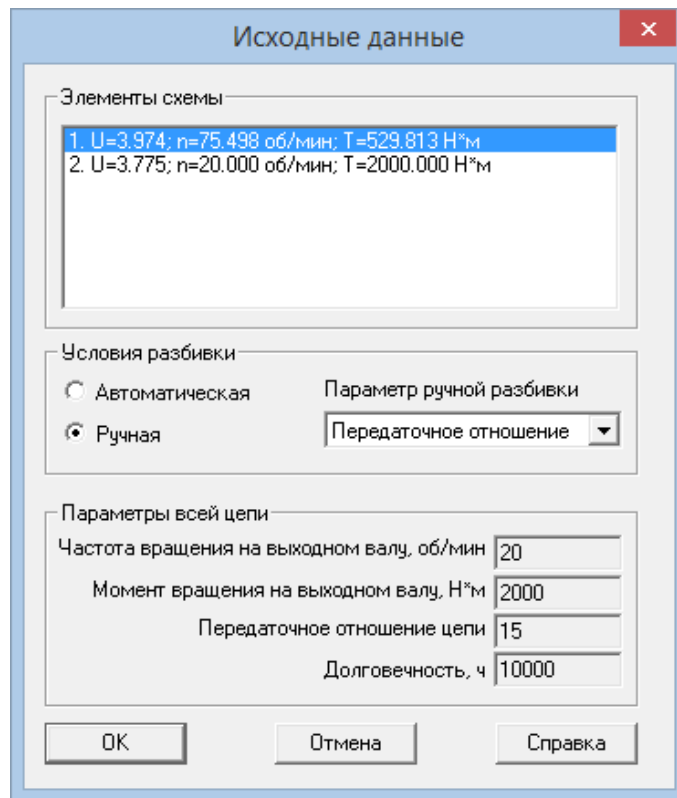 Исходные данные
Элементы схемы
1. U=3.974; n=75.498 об/мин; T=529.813 Н*м
2. U=3.775; n=20.000 об/мин; T=2000.000 Н*м
Условия разбивки
Автоматическая
Параметр ручной разбивки
Ручная
Передаточное отношение
Параметры всей цепи
Частота вращения на выходном валу, об/мин 20
Момент вращения на выходном валу, Н*м 2000
Передаточное отношение цепи 15
Долговечность, ч 10000
OK Отмена Справка